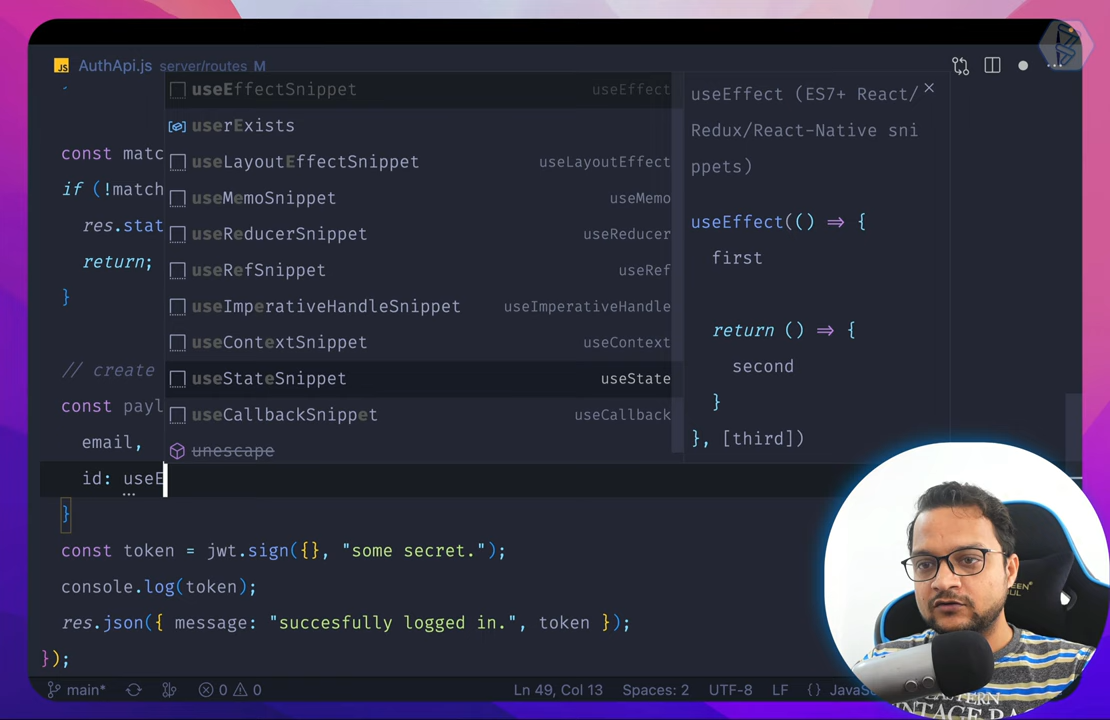 JS AuthApi.js server/routes M
useEffectSnippet useEffect
userExists
useLayoutEffectSnippet useLayoutEffect
useMemoSnippet useMemo
useReducerSnippet useReducer
useRefSnippet useRef
useImperativeHandleSnippet useImperativeHandle
useContextSnippet useContext
useStateSnippet useState
useCallbackSnippet useCallback
unescape
useEffect (ES7+ React/
Redux/React-Native sni
ppets)
useEffect(() => {
first
return () => {
second
}
}, [third])
const matc
if (!match
res.stat
return;
}
// create
const payl
email,
id: useE
}
const token = jwt.sign({}, "some secret.");
console.log(token);
res.json({ message: "succesfully logged in.", token });
});
main* 0 0 Ln 49, Col 13 Spaces: 2 UTF-8 LF {} JavaS